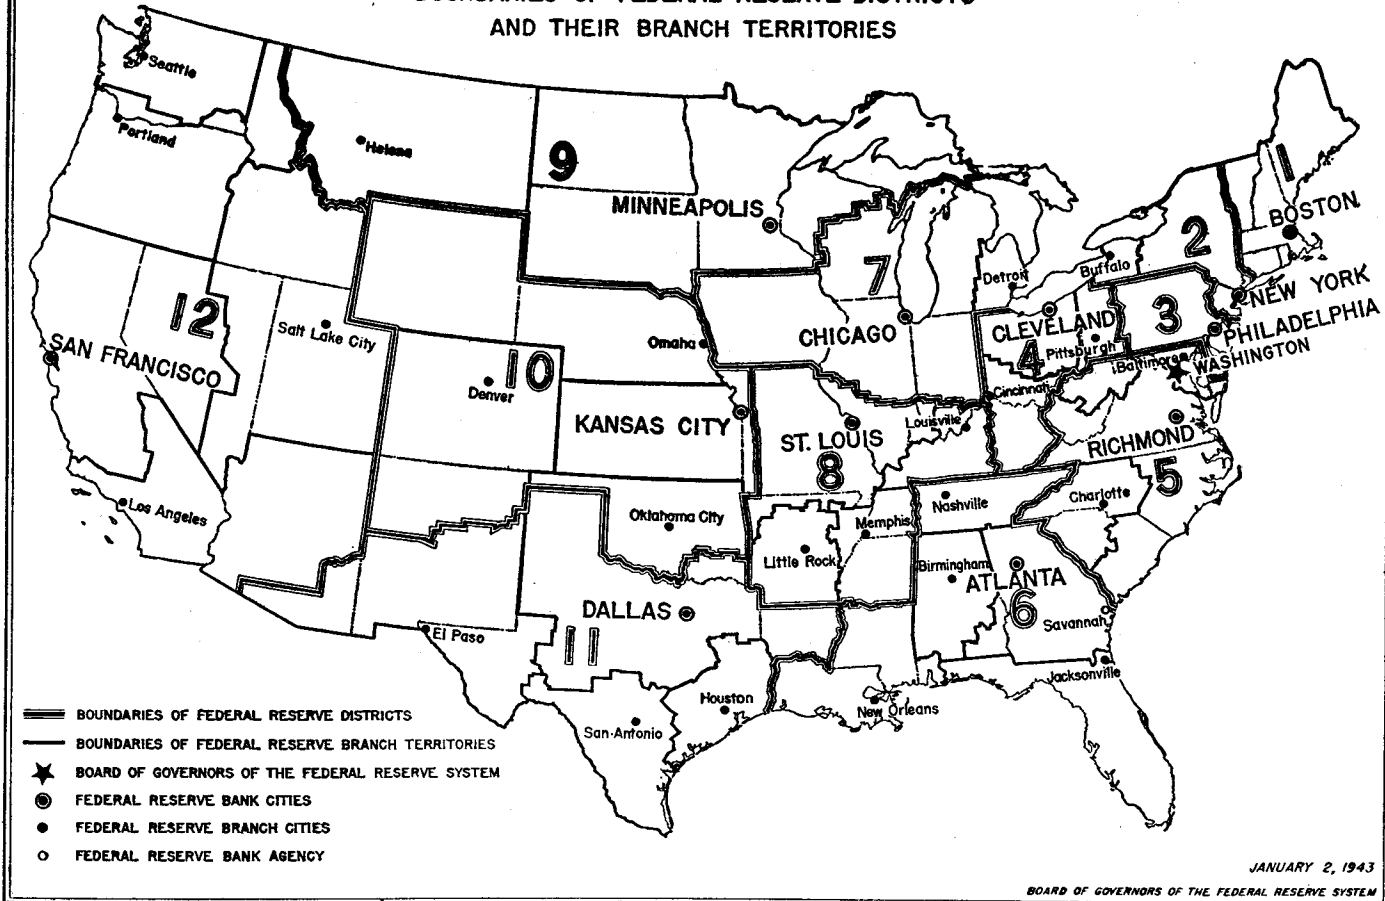 BOUNDARIES OF FEDERAL RESERVE DISTRICTS
AND THEIR BRANCH TERRITORIES
Seattle
Portland
Helena
9
MINNEAPOLIS
1
BOSTON
2
Buffalo
Detroit
7
NEW YORK
12
SAN FRANCISCO
Salt Lake City
Omaha
CHICAGO
CLEVELAND
4
Pittsburgh
3
PHILADELPHIA
Baltimore
WASHINGTON
10
Denver
Cincinnati
KANSAS CITY
ST. LOUIS
8
Louisville
RICHMOND
5
Los Angeles
Oklahoma City
Nashville
Charlotte
Memphis
Little Rock
Birmingham
ATLANTA
6
Savannah
DALLAS
11
El Paso
Jacksonville
Houston
New Orleans
San-Antonio
BOUNDARIES OF FEDERAL RESERVE DISTRICTS
BOUNDARIES OF FEDERAL RESERVE BRANCH TERRITORIES
BOARD OF GOVERNORS OF THE FEDERAL RESERVE SYSTEM
FEDERAL RESERVE BANK CITIES
FEDERAL RESERVE BRANCH CITIES
FEDERAL RESERVE BANK AGENCY
JANUARY 2, 1943
BOARD OF GOVERNORS OF THE FEDERAL RESERVE SYSTEM